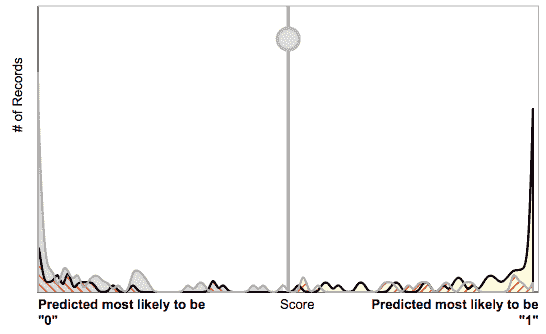 # of Records
Predicted most likely to be
"0"
Score
Predicted most likely to be
"1"